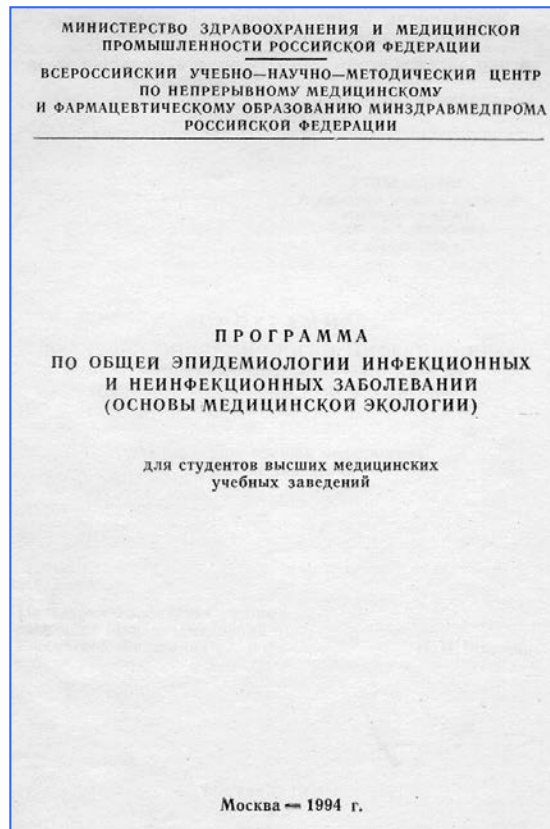 МИНИСТЕРСТВО ЗДРАВООХРАНЕНИЯ И МЕДИЦИНСКОЙ
ПРОМЫШЛЕННОСТИ РОССИЙСКОЙ ФЕДЕРАЦИИ
ВСЕРОССИЙСКИЙ УЧЕБНО—НАУЧНО—МЕТОДИЧЕСКИЙ ЦЕНТР
ПО НЕПРЕРЫВНОМУ МЕДИЦИНСКОМУ
И ФАРМАЦЕВТИЧЕСКОМУ ОБРАЗОВАНИЮ МИНЗДРАВМЕДПРОМА
РОССИЙСКОЙ ФЕДЕРАЦИИ
ПРОГРАММА
ПО ОБЩЕЙ ЭПИДЕМИОЛОГИИ ИНФЕКЦИОННЫХ
И НЕИНФЕКЦИОННЫХ ЗАБОЛЕВАНИЙ
(ОСНОВЫ МЕДИЦИНСКОЙ ЭКОЛОГИИ)
для студентов высших медицинских
учебных заведений
Москва — 1994 г.